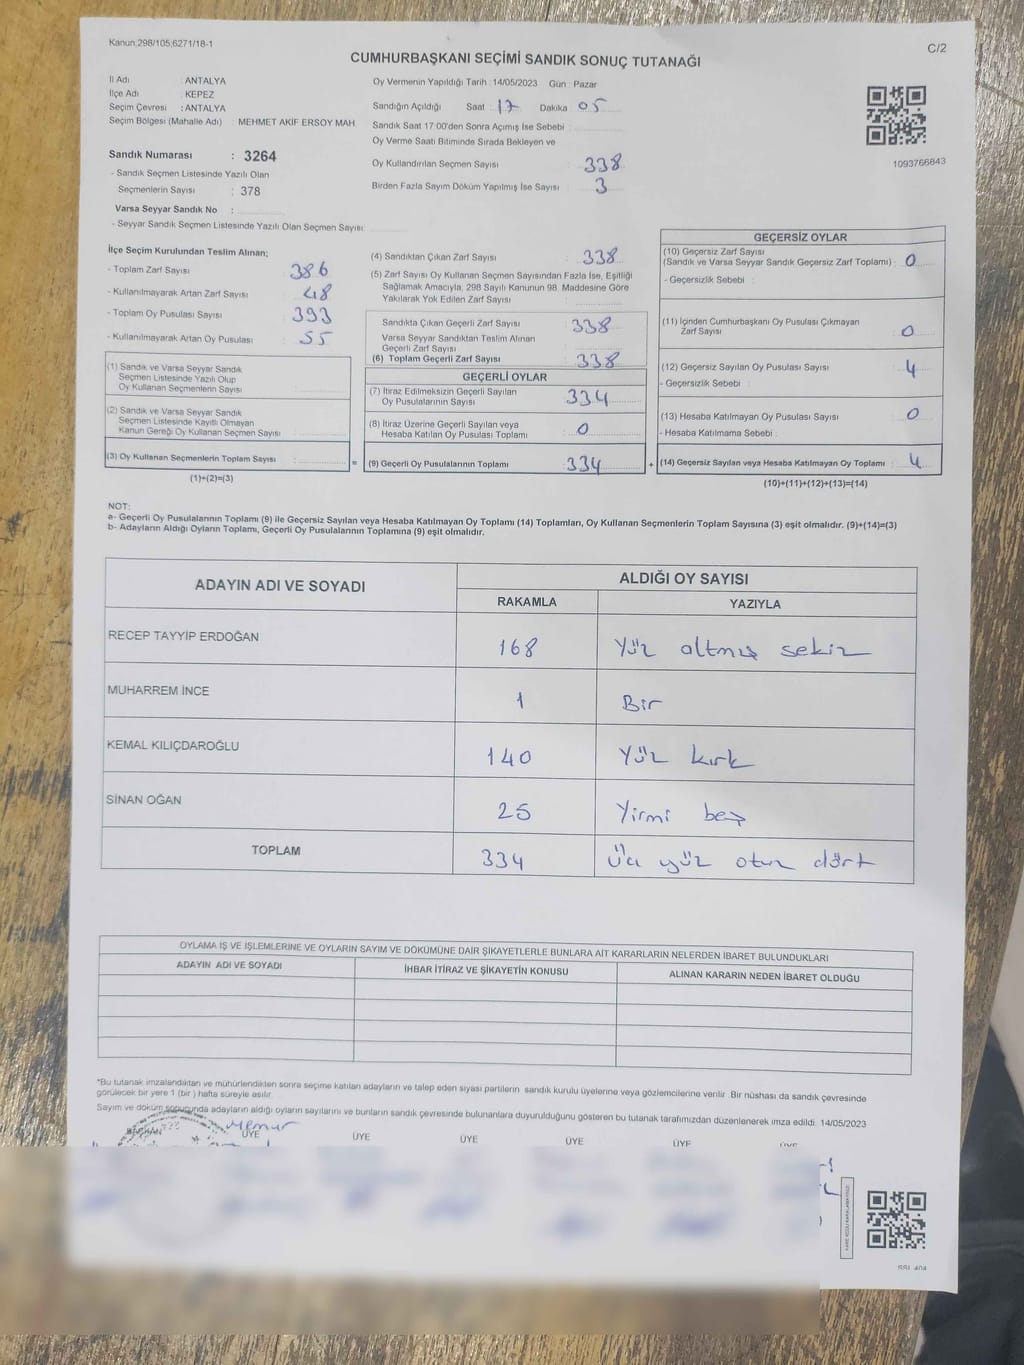 Kanun;298/105;6271/18-1
C/2
CUMHURBAŞKANI SEÇİMİ SANDIK SONUÇ TUTANAĞI
İl Adı : ANTALYA
İlçe Adı : KEPEZ
Seçim Çevresi : ANTALYA
Seçim Bölgesi (Mahalle Adı) : MEHMET AKİF ERSOY MAH.
Sandık Numarası : 3264
- Sandık Seçmen Listesinde Yazılı Olan
Seçmenlerin Sayısı : 378
Varsa Seyyar Sandık No :
- Seyyar Sandık Seçmen Listesinde Yazılı Olan Seçmen Sayısı:
Oy Vermenin Yapıldığı Tarih : 14/05/2023 Gün : Pazar
Sandığın Açıldığı Saat : 17 Dakika : 05
Sandık Saat 17 00'den Sonra Açımış İse Sebebi :
Oy Verme Saati Bitiminde Sırada Bekleyen ve
Oy Kullandırılan Seçmen Sayısı : 338
Birden Fazla Sayım Döküm Yapılmış İse Sayısı : 3
1093766843
İlçe Seçim Kurulundan Teslim Alınan;
- Toplam Zarf Sayısı : 386
- Kullanılmayarak Artan Zarf Sayısı : 48
- Toplam Oy Pusulası Sayısı : 393
- Kullanılmayarak Artan Oy Pusulası : 55
(1) Sandık ve Varsa Seyyar Sandık
Seçmen Listesinde Yazılı Olup
Oy Kullanan Seçmenlerin Sayısı :
(2) Sandık ve Varsa Seyyar Sandık
Seçmen Listesinde Kayıtlı Olmayan
Kanun Gereği Oy Kullanan Seçmen Sayısı :
(3) Oy Kullanan Seçmenlerin Toplam Sayısı :
(1)+(2)=(3)
(4) Sandıktan Çıkan Zarf Sayısı : 338
(5) Zarf Sayısı Oy Kullanan Seçmen Sayısından Fazla İse, Eşitliği
Sağlamak Amacıyla, 298 Sayılı Kanunun 98. Maddesine Göre
Yakılarak Yok Edilen Zarf Sayısı :
Sandıkta Çıkan Geçerli Zarf Sayısı : 338
Varsa Seyyar Sandıktan Teslim Alınan
Geçerli Zarf Sayısı :
(6) Toplam Geçerli Zarf Sayısı : 338
GEÇERLİ OYLAR
(7) İtiraz Edilmeksizin Geçerli Sayılan
Oy Pusulalarının Sayısı : 334
(8) İtiraz Üzerine Geçerli Sayılan veya
Hesaba Katılan Oy Pusulası Toplamı : 0
= (9) Geçerli Oy Pusulalarının Toplamı : 334 +
GEÇERSİZ OYLAR
(10) Geçersiz Zarf Sayısı
(Sandık ve Varsa Seyyar Sandık Geçersiz Zarf Toplamı) : 0
- Geçersizlik Sebebi :
(11) İçinden Cumhurbaşkanı Oy Pusulası Çıkmayan
Zarf Sayısı : 0
(12) Geçersiz Sayılan Oy Pusulası Sayısı : 4
- Geçersizlik Sebebi :
(13) Hesaba Katılmayan Oy Pusulası Sayısı : 0
- Hesaba Katılmama Sebebi :
(14) Geçersiz Sayılan veya Hesaba Katılmayan Oy Toplamı : 4
(10)+(11)+(12)+(13)=(14)
NOT:
a- Geçerli Oy Pusulalarının Toplamı (9) ile Geçersiz Sayılan veya Hesaba Katılmayan Oy Toplamı (14) Toplamları, Oy Kullanan Seçmenlerin Toplam Sayısına (3) eşit olmalıdır. (9)+(14)=(3)
b- Adayların Aldığı Oyların Toplamı, Geçerli Oy Pusulalarının Toplamına (9) eşit olmalıdır.
ADAYIN ADI VE SOYADI ALDIĞI OY SAYISI
RAKAMLA YAZIYLA
RECEP TAYYİP ERDOĞAN 168 Yüz altmış sekiz
MUHARREM İNCE 1 Bir
KEMAL KILIÇDAROĞLU 140 Yüz kırk
SİNAN OĞAN 25 Yirmi beş
TOPLAM 334 Üç yüz otuz dört
OYLAMA İŞ VE İŞLEMLERİNE VE OYLARIN SAYIM VE DÖKÜMÜNE DAİR ŞİKAYETLERLE BUNLARA AİT KARARLARIN NELERDEN İBARET BULUNDUKLARI
ADAYIN ADI VE SOYADI İHBAR İTİRAZ VE ŞİKAYETİN KONUSU ALINAN KARARIN NEDEN İBARET OLDUĞU
*Bu tutanak imzalandıktan ve mühürlendikten sonra seçime katılan adayların ve talep eden siyasi partilerin sandık kurulu üyelerine veya gözlemcilerine verilir. Bir nüshası da sandık çevresinde
görülecek bir yere 1 (bir ) hafta süreyle asılır.
Sayım ve döküm sonucunda adayların aldığı oyların sayılarını ve bunların sandık çevresinde bulunanlara duyurulduğunu gösteren bu tutanak tarafımızdan düzenlenerek imza edildi. 14/05/2023
BAŞKAN Memur
ÜYE ÜYE ÜYE ÜYE ÜYE ÜYE